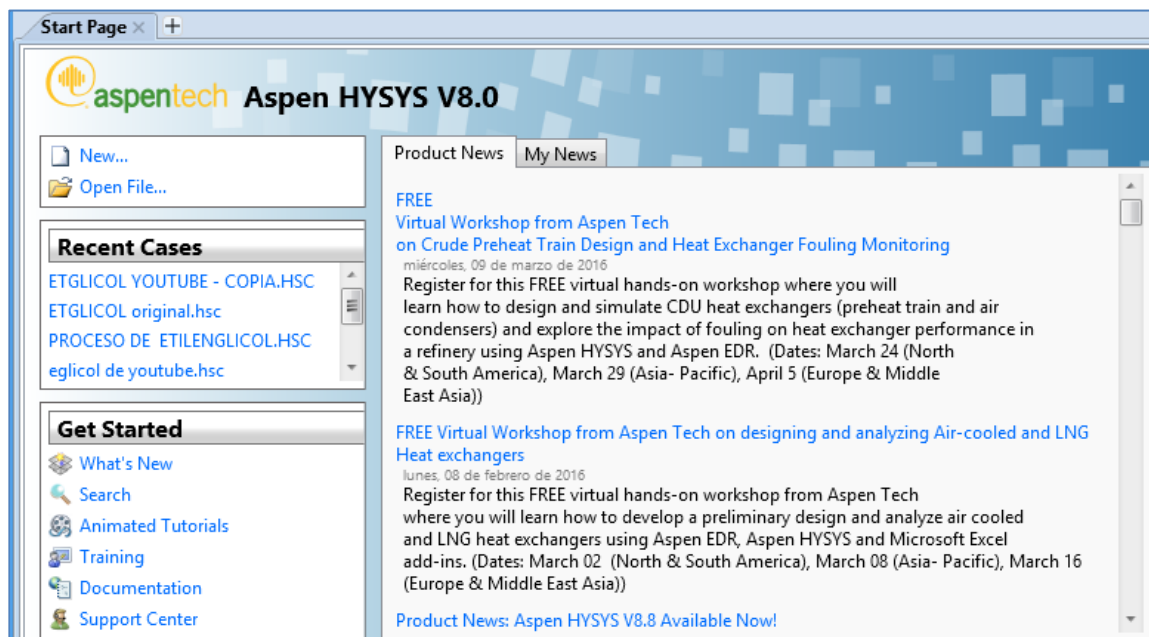 Start Page
aspentech Aspen HYSYS V8.0
New...
Open File...
Recent Cases
ETGLICOL YOUTUBE - COPIA.HSC
ETGLICOL original.hsc
PROCESO DE ETILENGLICOL.HSC
eglicol de youtube.hsc
Get Started
What's New
Search
Animated Tutorials
Training
Documentation
Support Center
Product News My News
FREE
Virtual Workshop from Aspen Tech
on Crude Preheat Train Design and Heat Exchanger Fouling Monitoring
miércoles, 09 de marzo de 2016
Register for this FREE virtual hands-on workshop where you will
learn how to design and simulate CDU heat exchangers (preheat train and air
condensers) and explore the impact of fouling on heat exchanger performance in
a refinery using Aspen HYSYS and Aspen EDR. (Dates: March 24 (North
& South America), March 29 (Asia- Pacific), April 5 (Europe & Middle
East Asia))
FREE Virtual Workshop from Aspen Tech on designing and analyzing Air-cooled and LNG
Heat exchangers
lunes, 08 de febrero de 2016
Register for this FREE virtual hands-on workshop from Aspen Tech
where you will learn how to develop a preliminary design and analyze air cooled
and LNG heat exchangers using Aspen EDR, Aspen HYSYS and Microsoft Excel
add-ins. (Dates: March 02 (North & South America), March 08 (Asia- Pacific), March 16
(Europe & Middle East Asia))
Product News: Aspen HYSYS V8.8 Available Now!